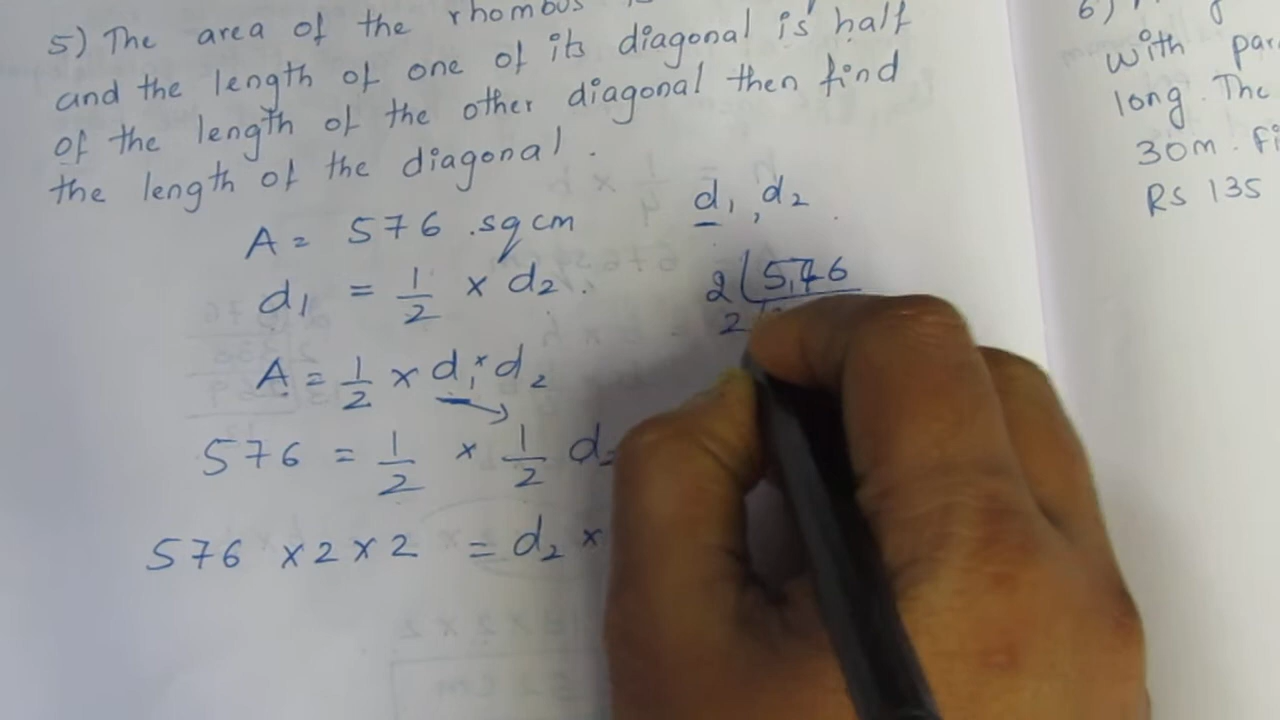 5) The area of the rhombus
and the length of one of its diagonal is half
of the length of the other diagonal then find
the length of the diagonal.
A = 576 .sqcm
d1, d2
d1 = 1/2 × d2.
2 576
2
A = 1/2 × d1 × d2
576 = 1/2 × 1/2 d2
576 × 2 × 2 = d2 ×
6)
with
long. The
30m.
Rs 135